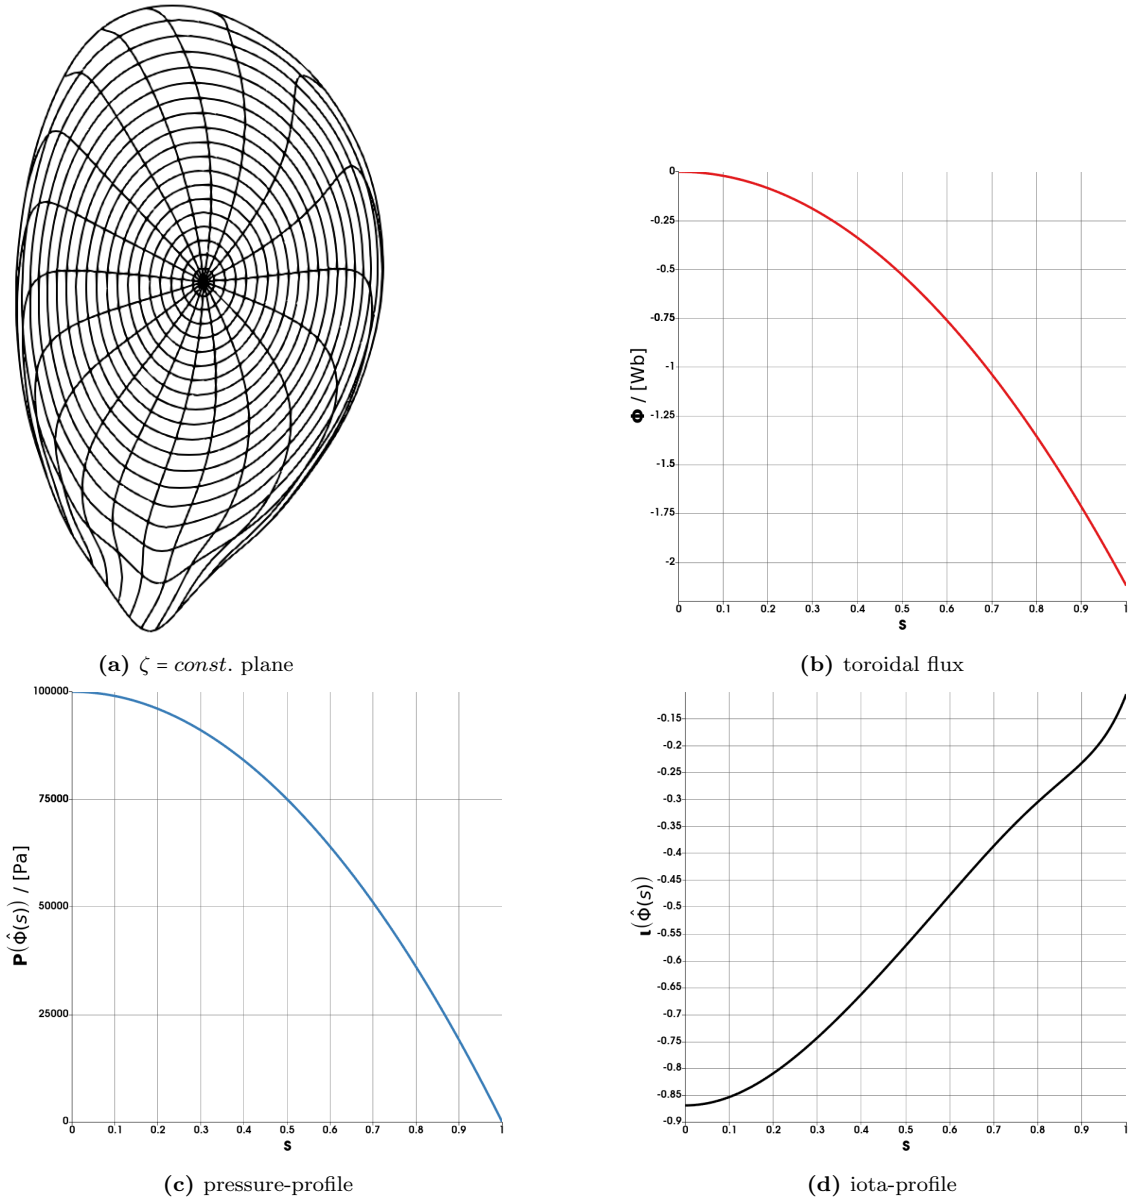 0
-0.25
-0.5
-0.75
-1
-1.25
-1.5
-1.75
-2
Φ / [Wb]
0 0.1 0.2 0.3 0.4 0.5 0.6 0.7 0.8 0.9 1
S
(a) ζ = const. plane
(b) toroidal flux
100000
75000
50000
25000
0
P(Φ̂(s)) / [Pa]
0 0.1 0.2 0.3 0.4 0.5 0.6 0.7 0.8 0.9 1
S
-0.15
-0.2
-0.25
-0.3
-0.35
-0.4
-0.45
-0.5
-0.55
-0.6
-0.65
-0.7
-0.75
-0.8
-0.85
-0.9
ι(Φ̂(s))
0 0.1 0.2 0.3 0.4 0.5 0.6 0.7 0.8 0.9 1
S
(c) pressure-profile
(d) iota-profile